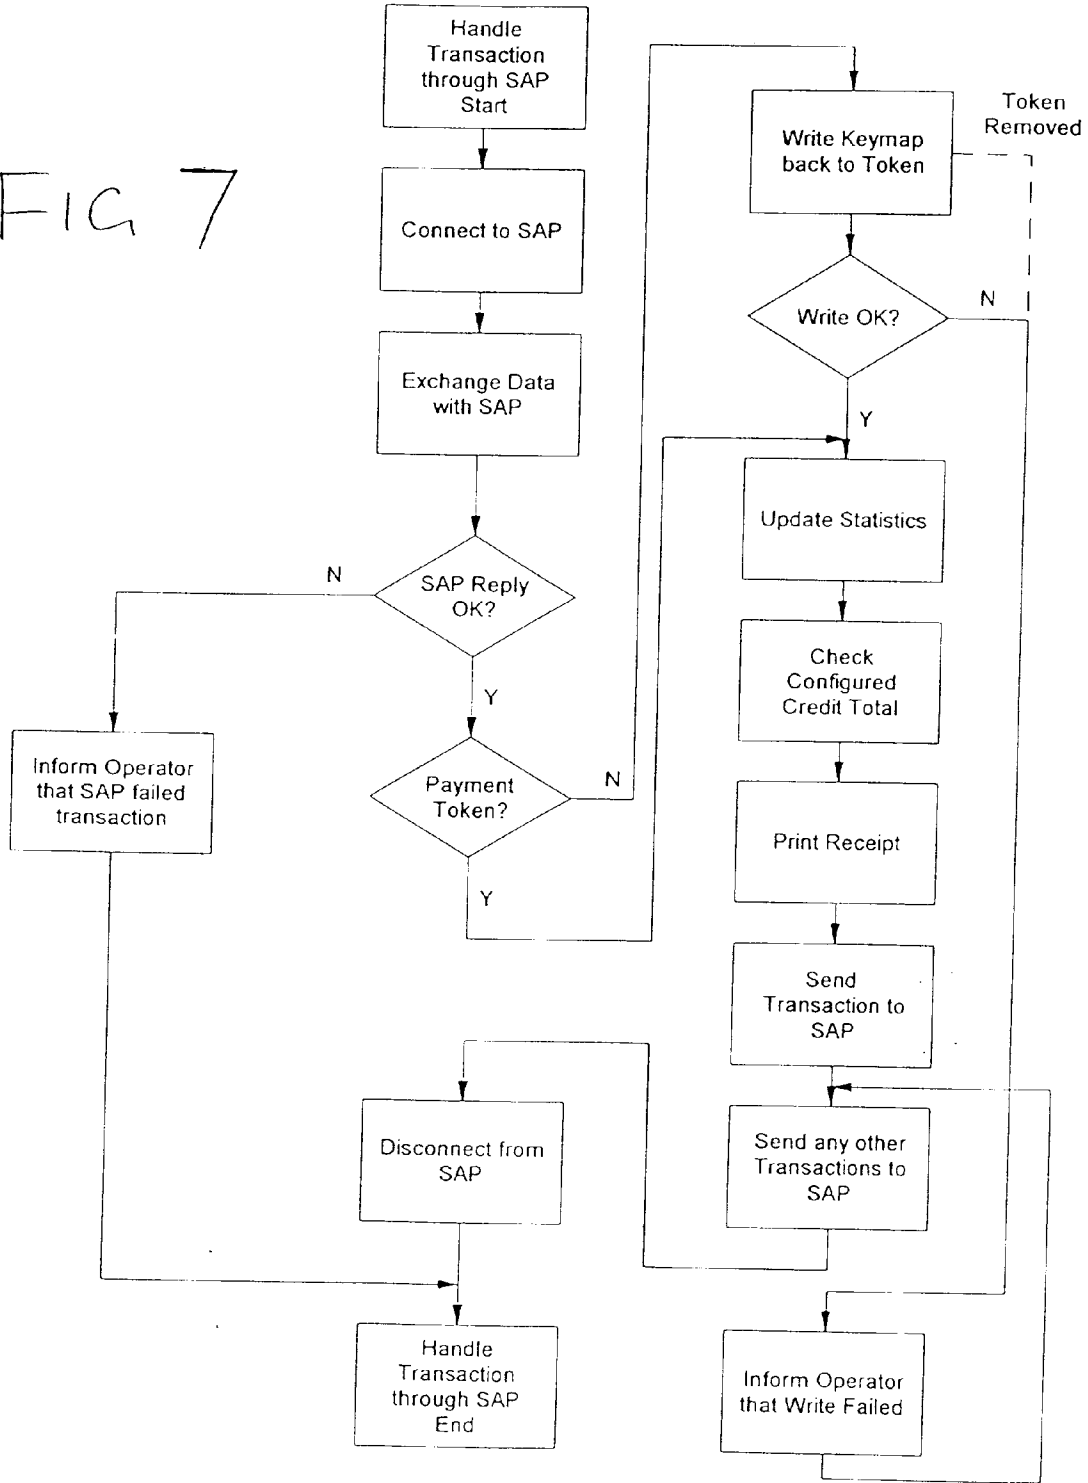 FIG 7
Handle
Transaction
through SAP
Start
Connect to SAP
Exchange Data
with SAP
SAP Reply
OK?
N
Y
Inform Operator
that SAP failed
transaction
Payment
Token?
N
Y
Write Keymap
back to Token
Token
Removed
Write OK?
N
Y
Update Statistics
Check
Configured
Credit Total
Print Receipt
Send
Transaction to
SAP
Send any other
Transactions to
SAP
Disconnect from
SAP
Handle
Transaction
through SAP
End
Inform Operator
that Write Failed